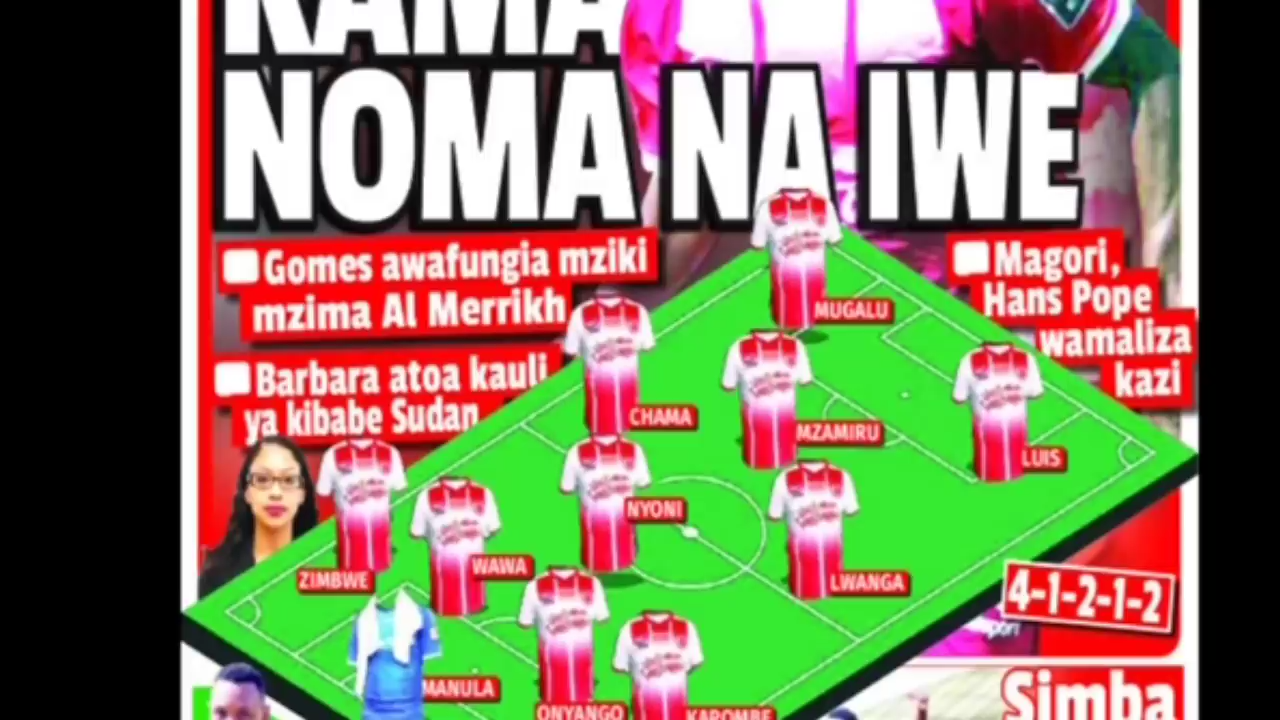 KAMA
NOMA NA IWE
Gomes awafungia mziki
mzima Al Merrikh
Barbara atoa kauli
ya kibabe Sudan
Magori,
Hans Pope
wamaliza
kazi
MUGALU
CHAMA
MZAMIRU
LUIS
NYONI
WAWA
ZIMBWE
LWANGA
4-1-2-1-2
MANULA
ONYANGO
KAPOMBE
Simba